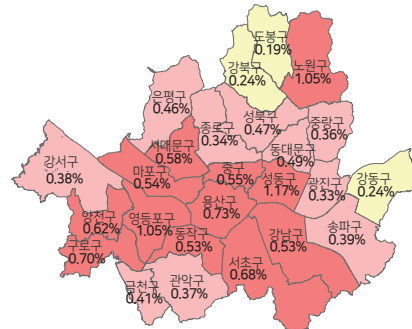 도봉구
0.19%
강북구
0.24%
노원구
1.05%
은평구
0.46%
종로구
0.34%
성북구
0.47%
중랑구
0.36%
서대문구
0.58%
동대문구
0.49%
강서구
0.38%
마포구
0.54%
중구
0.55%
성동구
1.17%
광진구
0.33%
강동구
0.24%
양천구
0.62%
영등포구
1.05%
용산구
0.73%
동작구
0.53%
강남구
0.53%
송파구
0.39%
구로구
0.70%
서초구
0.68%
금천구
0.41%
관악구
0.37%